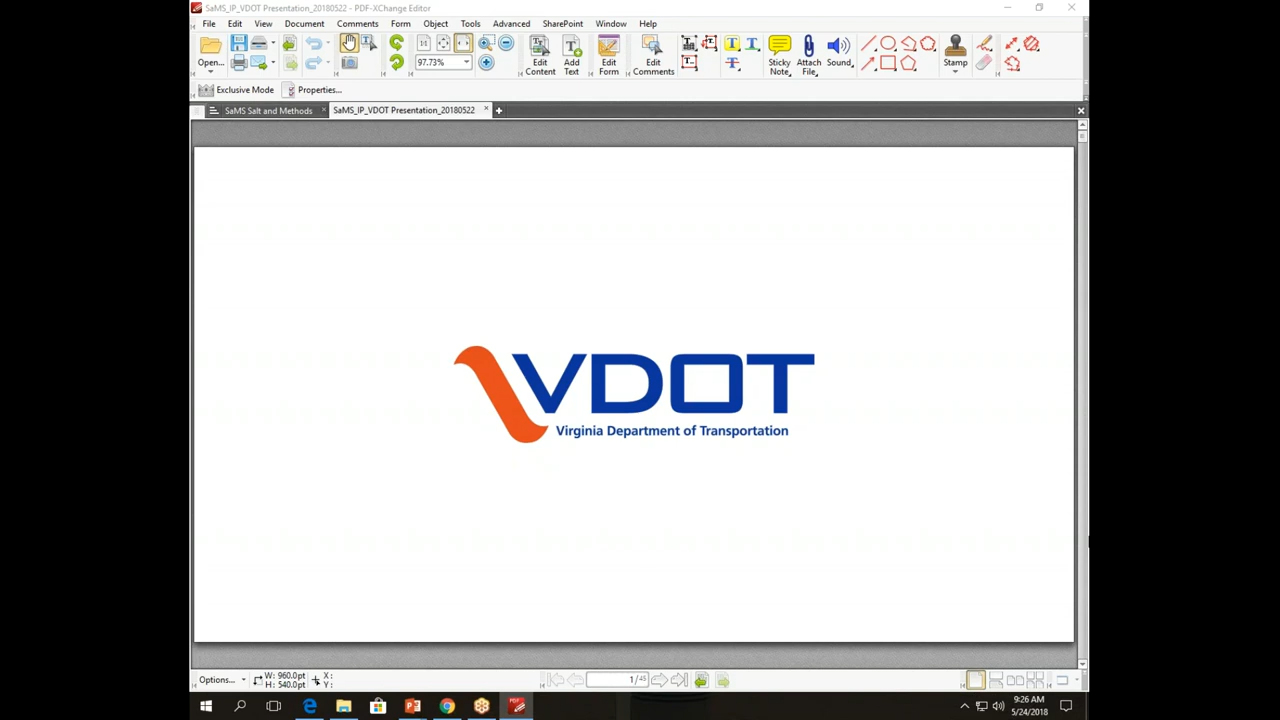 SaMS_IP_VDOT Presentation_20180522 - PDF-XChange Editor
File Edit View Document Comments Form Object Tools Advanced SharePoint Window Help
Open...
97.73%
Edit Content
Add Text
Edit Form
Edit Comments
Sticky Note
Attach File
Sound
Stamp
Exclusive Mode Properties...
SaMS Salt and Methods SaMS_IP_VDOT Presentation_20180522
VDOT
Virginia Department of Transportation
Options... W: 960.0pt H: 540.0pt X: Y: 1/45
9:26 AM
5/24/2018